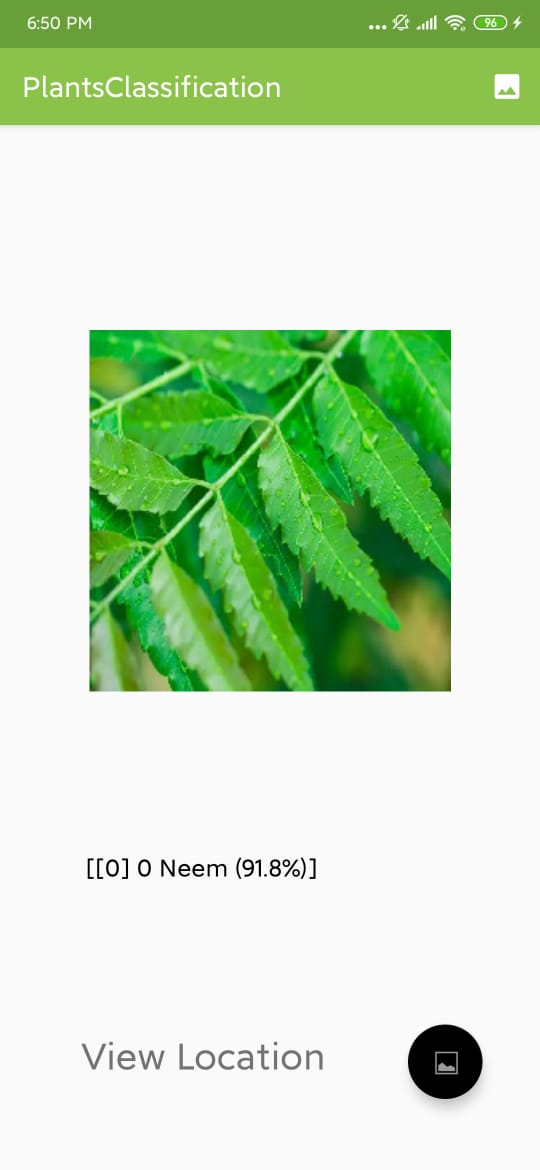 6:50 PM
96
PlantsClassification
[[0] 0 Neem (91.8%)]
View Location